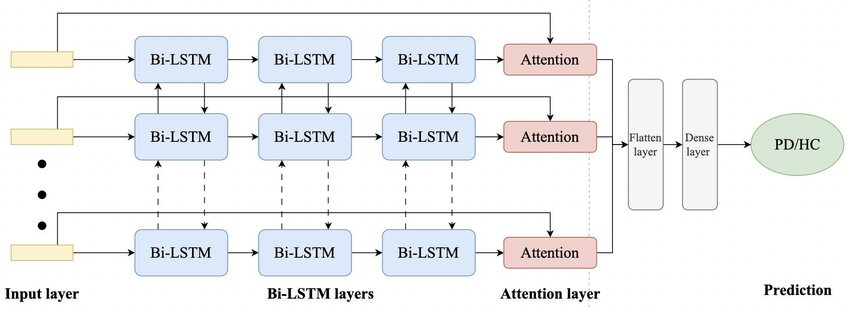 Bi-LSTM Bi-LSTM Bi-LSTM Attention
Bi-LSTM Bi-LSTM Bi-LSTM Attention
Bi-LSTM Bi-LSTM Bi-LSTM Attention
Flatten
layer
Dense
layer
PD/HC
Input layer Bi-LSTM layers Attention layer Prediction